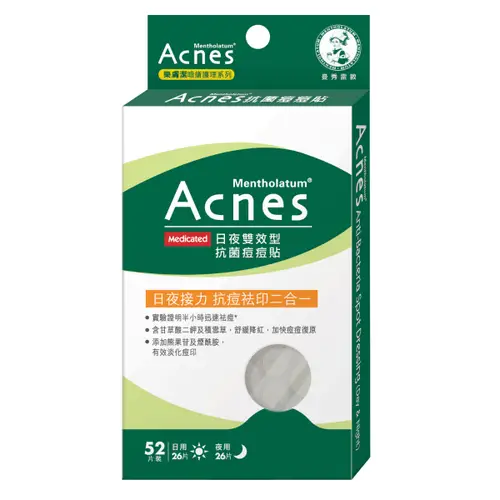 Mentholatum®
Acnes
樂膚潔暗瘡護理系列
MENTHOLATUM
曼秀雷敦
Acnes抗菌痘痘貼
Mentholatum®
Acnes
Medicated
日夜雙效型
抗菌痘痘貼
日夜接力 抗痘祛印二合一
• 實驗證明半小時迅速祛痘*
• 含甘草酸二鉀及積雪草，舒緩降紅，加快痘痘復原
• 添加熊果苷及煙酰胺，
有效淡化痘印
52片裝
日用
26片
夜用
26片
Mentholatum®
Acnes Anti-Bacteria Spot Dressing (Day & Night)